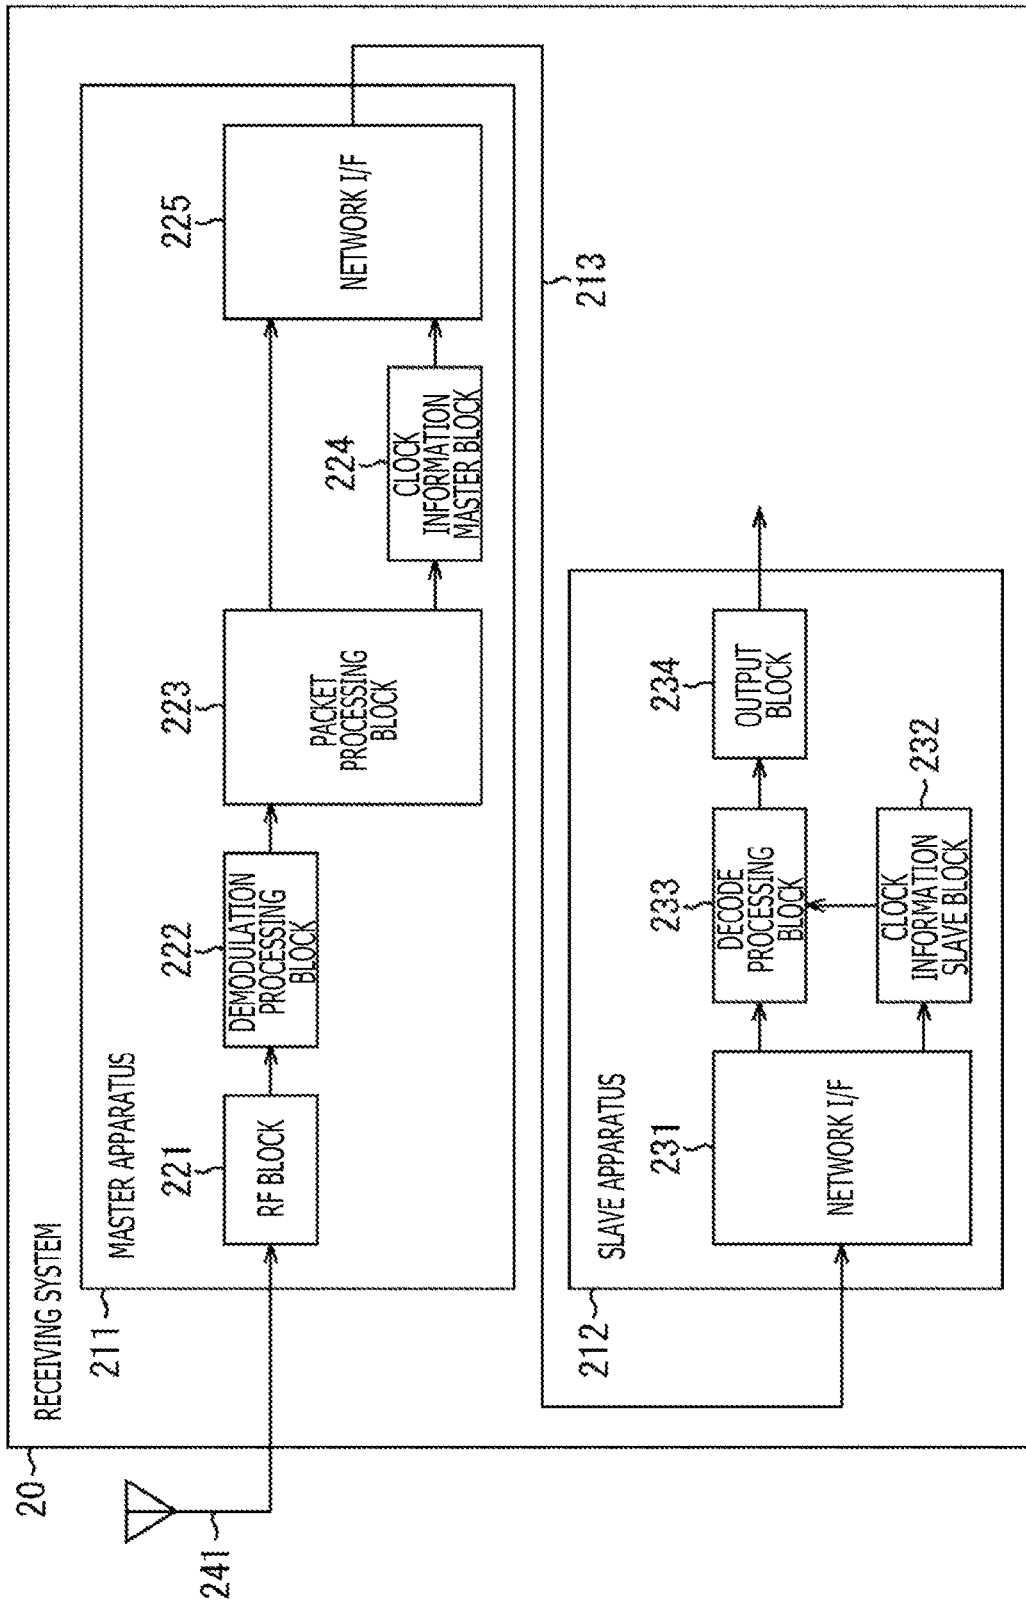 20
RECEIVING SYSTEM
211
MASTER APPARATUS
241
221
RF BLOCK
222
DEMODULATION
PROCESSING
BLOCK
223
PACKET
PROCESSING
BLOCK
224
CLOCK
INFORMATION
MASTER BLOCK
225
NETWORK I/F
213
212
SLAVE APPARATUS
231
NETWORK I/F
233
DECODE
PROCESSING
BLOCK
234
OUTPUT
BLOCK
232
CLOCK
INFORMATION
SLAVE BLOCK